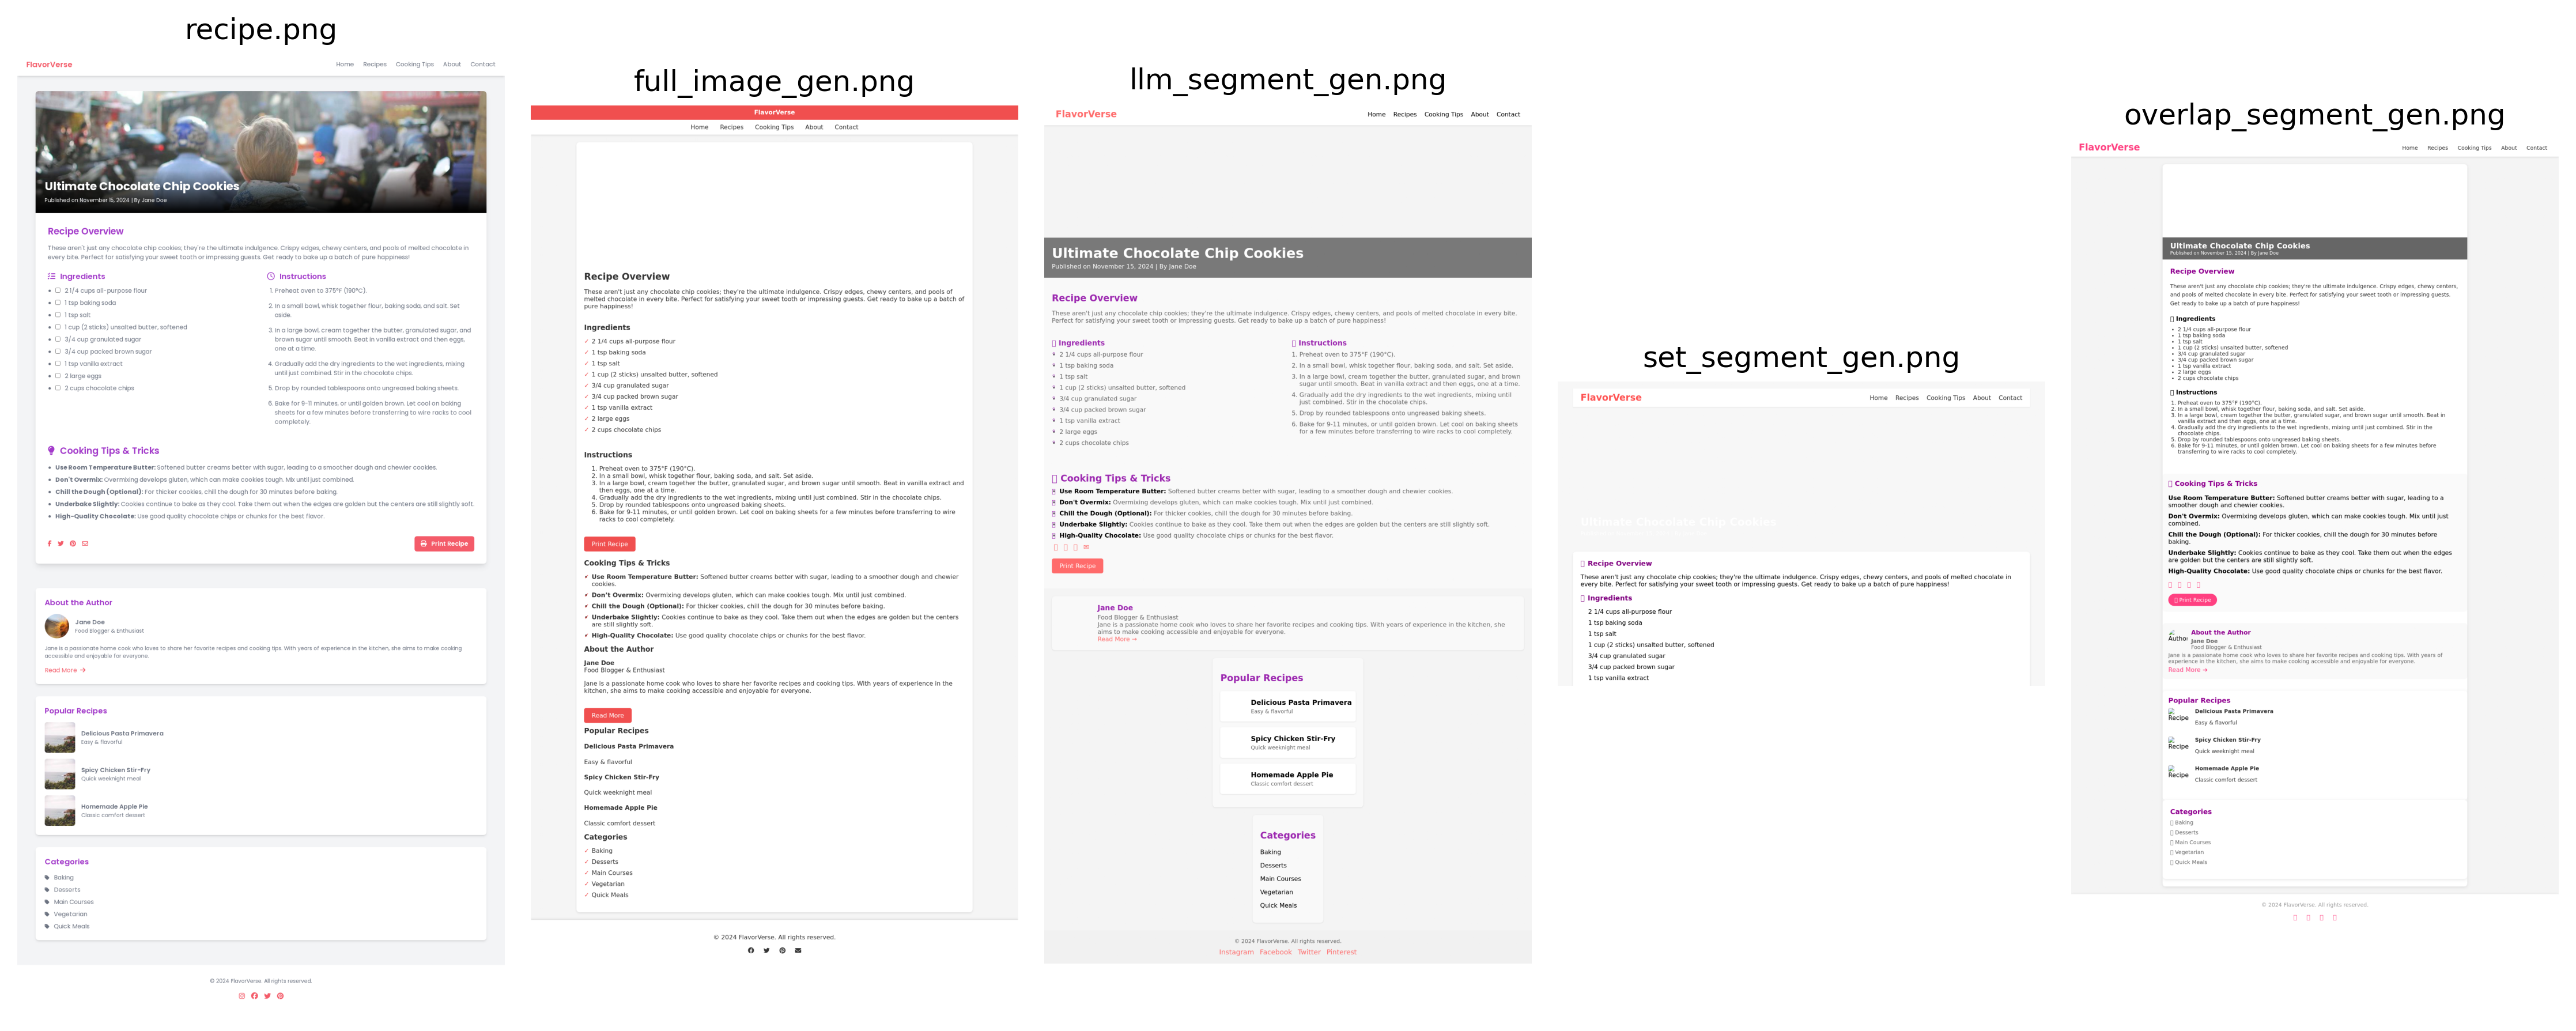 recipe.png
FlavorVerse
Home Recipes Cooking Tips About Contact
Ultimate Chocolate Chip Cookies
Published on November 15, 2024 | By Jane Doe
Recipe Overview
These aren't just any chocolate chip cookies; they're the ultimate indulgence. Crispy edges, chewy centers, and pools of melted chocolate in
every bite. Perfect for satisfying your sweet tooth or impressing guests. Get ready to bake up a batch of pure happiness!
Ingredients
2 1/4 cups all-purpose flour
1 tsp baking soda
1 tsp salt
1 cup (2 sticks) unsalted butter, softened
3/4 cup granulated sugar
3/4 cup packed brown sugar
1 tsp vanilla extract
2 large eggs
2 cups chocolate chips
Instructions
1. Preheat oven to 375°F (190°C).
2. In a small bowl, whisk together flour, baking soda, and salt. Set
aside.
3. In a large bowl, cream together the butter, granulated sugar, and
brown sugar until smooth. Beat in vanilla extract and then eggs,
one at a time.
4. Gradually add the dry ingredients to the wet ingredients, mixing
until just combined. Stir in the chocolate chips.
5. Drop by rounded tablespoons onto ungreased baking sheets.
6. Bake for 9-11 minutes, or until golden brown. Let cool on baking
sheets for a few minutes before transferring to wire racks to cool
completely.
Cooking Tips & Tricks
Use Room Temperature Butter: Softened butter creams better with sugar, leading to a smoother dough and chewier cookies.
Don't Overmix: Overmixing develops gluten, which can make cookies tough. Mix until just combined.
Chill the Dough (Optional): For thicker cookies, chill the dough for 30 minutes before baking.
Underbake Slightly: Cookies continue to bake as they cool. Take them out when the edges are golden but the centers are still slightly soft.
High-Quality Chocolate: Use good quality chocolate chips or chunks for the best flavor.
Print Recipe
About the Author
Jane Doe
Food Blogger & Enthusiast
Jane is a passionate home cook who loves to share her favorite recipes and cooking tips. With years of experience in the kitchen, she aims to make cooking
accessible and enjoyable for everyone.
Read More →
Popular Recipes
Delicious Pasta Primavera
Easy & flavorful
Spicy Chicken Stir-Fry
Quick weeknight meal
Homemade Apple Pie
Classic comfort dessert
Categories
Baking
Desserts
Main Courses
Vegetarian
Quick Meals
© 2024 FlavorVerse. All rights reserved.
full_image_gen.png
FlavorVerse
Home Recipes Cooking Tips About Contact
Recipe Overview
These aren't just any chocolate chip cookies; they're the ultimate indulgence. Crispy edges, chewy centers, and pools of
melted chocolate in every bite. Perfect for satisfying your sweet tooth or impressing guests. Get ready to bake up a batch of
pure happiness!
Ingredients
✓ 2 1/4 cups all-purpose flour
✓ 1 tsp baking soda
✓ 1 tsp salt
✓ 1 cup (2 sticks) unsalted butter, softened
✓ 3/4 cup granulated sugar
✓ 3/4 cup packed brown sugar
✓ 1 tsp vanilla extract
✓ 2 large eggs
✓ 2 cups chocolate chips
Instructions
1. Preheat oven to 375°F (190°C).
2. In a small bowl, whisk together flour, baking soda, and salt. Set aside.
3. In a large bowl, cream together the butter, granulated sugar, and brown sugar until smooth. Beat in vanilla extract and
then eggs, one at a time.
4. Gradually add the dry ingredients to the wet ingredients, mixing until just combined. Stir in the chocolate chips.
5. Drop by rounded tablespoons onto ungreased baking sheets.
6. Bake for 9-11 minutes, or until golden brown. Let cool on baking sheets for a few minutes before transferring to wire
racks to cool completely.
Print Recipe
Cooking Tips & Tricks
Use Room Temperature Butter: Softened butter creams better with sugar, leading to a smoother dough and chewier
cookies.
Don't Overmix: Overmixing develops gluten, which can make cookies tough. Mix until just combined.
Chill the Dough (Optional): For thicker cookies, chill the dough for 30 minutes before baking.
Underbake Slightly: Cookies continue to bake as they cool. Take them out when the edges are golden but the centers
are still slightly soft.
High-Quality Chocolate: Use good quality chocolate chips or chunks for the best flavor.
About the Author
Jane Doe
Food Blogger & Enthusiast
Jane is a passionate home cook who loves to share her favorite recipes and cooking tips. With years of experience in the
kitchen, she aims to make cooking accessible and enjoyable for everyone.
Read More
Popular Recipes
Delicious Pasta Primavera
Easy & flavorful
Spicy Chicken Stir-Fry
Quick weeknight meal
Homemade Apple Pie
Classic comfort dessert
Categories
✓ Baking
✓ Desserts
✓ Main Courses
✓ Vegetarian
✓ Quick Meals
© 2024 FlavorVerse. All rights reserved.
llm_segment_gen.png
FlavorVerse
Home Recipes Cooking Tips About Contact
Ultimate Chocolate Chip Cookies
Published on November 15, 2024 | By Jane Doe
Recipe Overview
These aren't just any chocolate chip cookies; they're the ultimate indulgence. Crispy edges, chewy centers, and pools of melted chocolate in every bite.
Perfect for satisfying your sweet tooth or impressing guests. Get ready to bake up a batch of pure happiness!
Ingredients
2 1/4 cups all-purpose flour
1 tsp baking soda
1 tsp salt
1 cup (2 sticks) unsalted butter, softened
3/4 cup granulated sugar
3/4 cup packed brown sugar
1 tsp vanilla extract
2 large eggs
2 cups chocolate chips
Instructions
1. Preheat oven to 375°F (190°C).
2. In a small bowl, whisk together flour, baking soda, and salt. Set aside.
3. In a large bowl, cream together the butter, granulated sugar, and brown
sugar until smooth. Beat in vanilla extract and then eggs, one at a time.
4. Gradually add the dry ingredients to the wet ingredients, mixing until
just combined. Stir in the chocolate chips.
5. Drop by rounded tablespoons onto ungreased baking sheets.
6. Bake for 9-11 minutes, or until golden brown. Let cool on baking sheets
for a few minutes before transferring to wire racks to cool completely.
Cooking Tips & Tricks
Use Room Temperature Butter: Softened butter creams better with sugar, leading to a smoother dough and chewier cookies.
Don't Overmix: Overmixing develops gluten, which can make cookies tough. Mix until just combined.
Chill the Dough (Optional): For thicker cookies, chill the dough for 30 minutes before baking.
Underbake Slightly: Cookies continue to bake as they cool. Take them out when the edges are golden but the centers are still slightly soft.
High-Quality Chocolate: Use good quality chocolate chips or chunks for the best flavor.
Print Recipe
Jane Doe
Food Blogger & Enthusiast
Jane is a passionate home cook who loves to share her favorite recipes and cooking tips. With years of experience in the kitchen, she
aims to make cooking accessible and enjoyable for everyone.
Read More →
Popular Recipes
Delicious Pasta Primavera
Easy & flavorful
Spicy Chicken Stir-Fry
Quick weeknight meal
Homemade Apple Pie
Classic comfort dessert
Categories
Baking
Desserts
Main Courses
Vegetarian
Quick Meals
© 2024 FlavorVerse. All rights reserved.
Instagram Facebook Twitter Pinterest
set_segment_gen.png
FlavorVerse
Home Recipes Cooking Tips About Contact
Ultimate Chocolate Chip Cookies
Recipe Overview
These aren't just any chocolate chip cookies; they're the ultimate indulgence. Crispy edges, chewy centers, and pools of melted chocolate in
every bite. Perfect for satisfying your sweet tooth or impressing guests. Get ready to bake up a batch of pure happiness!
Ingredients
2 1/4 cups all-purpose flour
1 tsp baking soda
1 tsp salt
1 cup (2 sticks) unsalted butter, softened
3/4 cup granulated sugar
3/4 cup packed brown sugar
1 tsp vanilla extract
overlap_segment_gen.png
FlavorVerse
Home Recipes Cooking Tips About Contact
Ultimate Chocolate Chip Cookies
Published on November 15, 2024 | By Jane Doe
Recipe Overview
These aren't just any chocolate chip cookies; they're the ultimate indulgence. Crispy edges, chewy centers,
and pools of melted chocolate in every bite. Perfect for satisfying your sweet tooth or impressing guests.
Get ready to bake up a batch of pure happiness!
Ingredients
2 1/4 cups all-purpose flour
1 tsp baking soda
1 tsp salt
1 cup (2 sticks) unsalted butter, softened
3/4 cup granulated sugar
3/4 cup packed brown sugar
1 tsp vanilla extract
2 large eggs
2 cups chocolate chips
Instructions
1. Preheat oven to 375°F (190°C).
2. In a small bowl, whisk together flour, baking soda, and salt. Set aside.
3. In a large bowl, cream together the butter, granulated sugar, and brown sugar until smooth. Beat in
vanilla extract and then eggs, one at a time.
4. Gradually add the dry ingredients to the wet ingredients, mixing until just combined. Stir in the
chocolate chips.
5. Drop by rounded tablespoons onto ungreased baking sheets.
6. Bake for 9-11 minutes, or until golden brown. Let cool on baking sheets for a few minutes before
transferring to wire racks to cool completely.
Cooking Tips & Tricks
Use Room Temperature Butter: Softened butter creams better with sugar, leading to a
smoother dough and chewier cookies.
Don't Overmix: Overmixing develops gluten, which can make cookies tough. Mix until just
combined.
Chill the Dough (Optional): For thicker cookies, chill the dough for 30 minutes before
baking.
Underbake Slightly: Cookies continue to bake as they cool. Take them out when the edges
are golden but the centers are still slightly soft.
High-Quality Chocolate: Use good quality chocolate chips or chunks for the best flavor.
Print Recipe
Author
About the Author
Jane Doe
Food Blogger & Enthusiast
Jane is a passionate home cook who loves to share her favorite recipes and cooking tips. With years of
experience in the kitchen, she aims to make cooking accessible and enjoyable for everyone.
Read More →
Popular Recipes
Recipe
Delicious Pasta Primavera
Easy & flavorful
Recipe
Spicy Chicken Stir-Fry
Quick weeknight meal
Recipe
Homemade Apple Pie
Classic comfort dessert
Categories
Baking
Desserts
Main Courses
Vegetarian
Quick Meals
© 2024 FlavorVerse. All rights reserved.